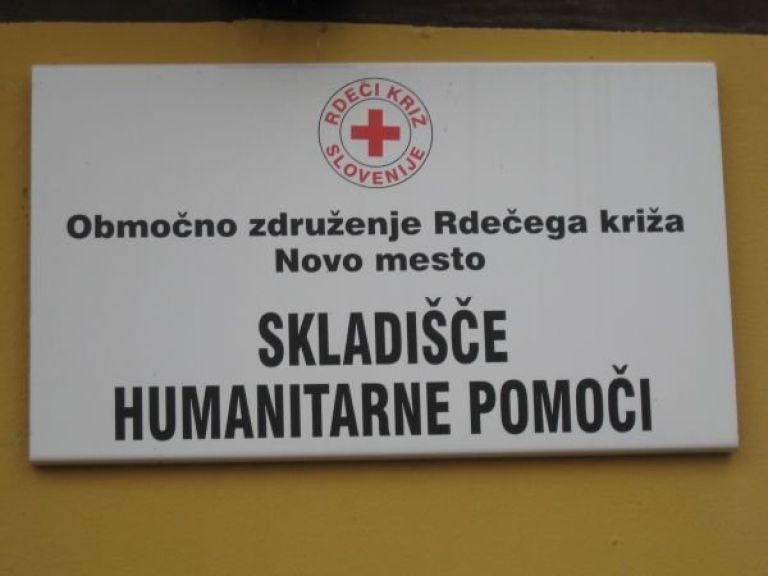 RDEČI KRIŽ
SLOVENIJE
Območno združenje Rdečega križa
Novo mesto
SKLADIŠČE
HUMANITARNE POMOČI